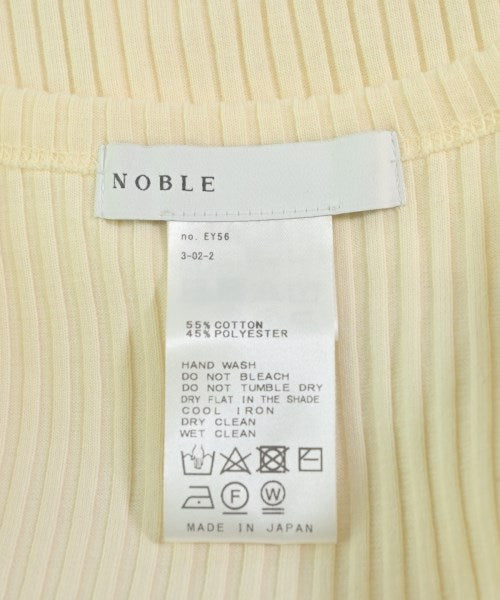 NOBLE
no. EY56
3-02-2
55% COTTON
45% POLYESTER
HAND WASH
DO NOT BLEACH
DO NOT TUMBLE DRY
DRY FLAT IN THE SHADE
COOL IRON
DRY CLEAN
WET CLEAN
F W
MADE IN JAPAN